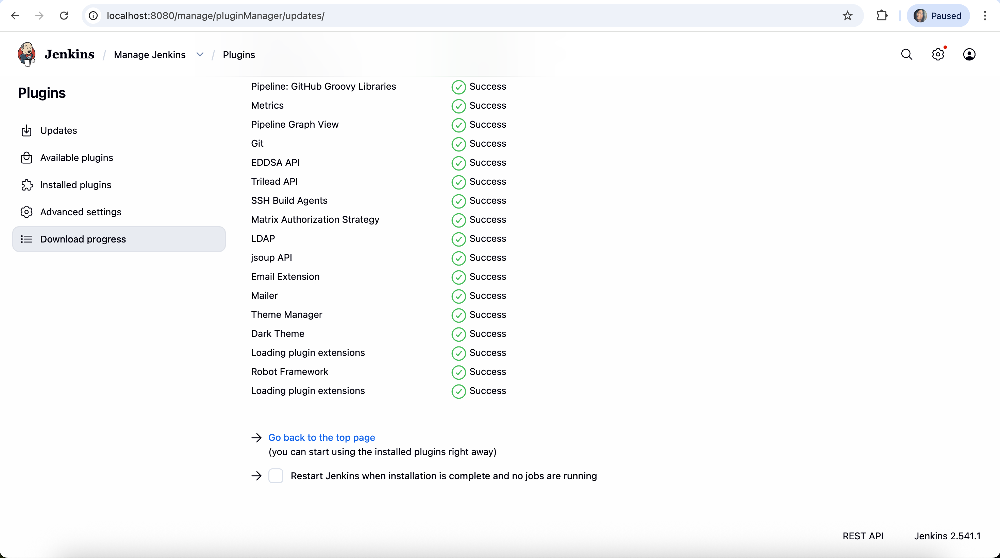 localhost:8080/manage/pluginManager/updates/
Paused
Jenkins / Manage Jenkins / Plugins
Plugins
Updates
Available plugins
Installed plugins
Advanced settings
Download progress
Pipeline: GitHub Groovy Libraries Success
Metrics Success
Pipeline Graph View Success
Git Success
EDDSA API Success
Trilead API Success
SSH Build Agents Success
Matrix Authorization Strategy Success
LDAP Success
jsoup API Success
Email Extension Success
Mailer Success
Theme Manager Success
Dark Theme Success
Loading plugin extensions Success
Robot Framework Success
Loading plugin extensions Success
Go back to the top page
(you can start using the installed plugins right away)
Restart Jenkins when installation is complete and no jobs are running
REST API Jenkins 2.541.1